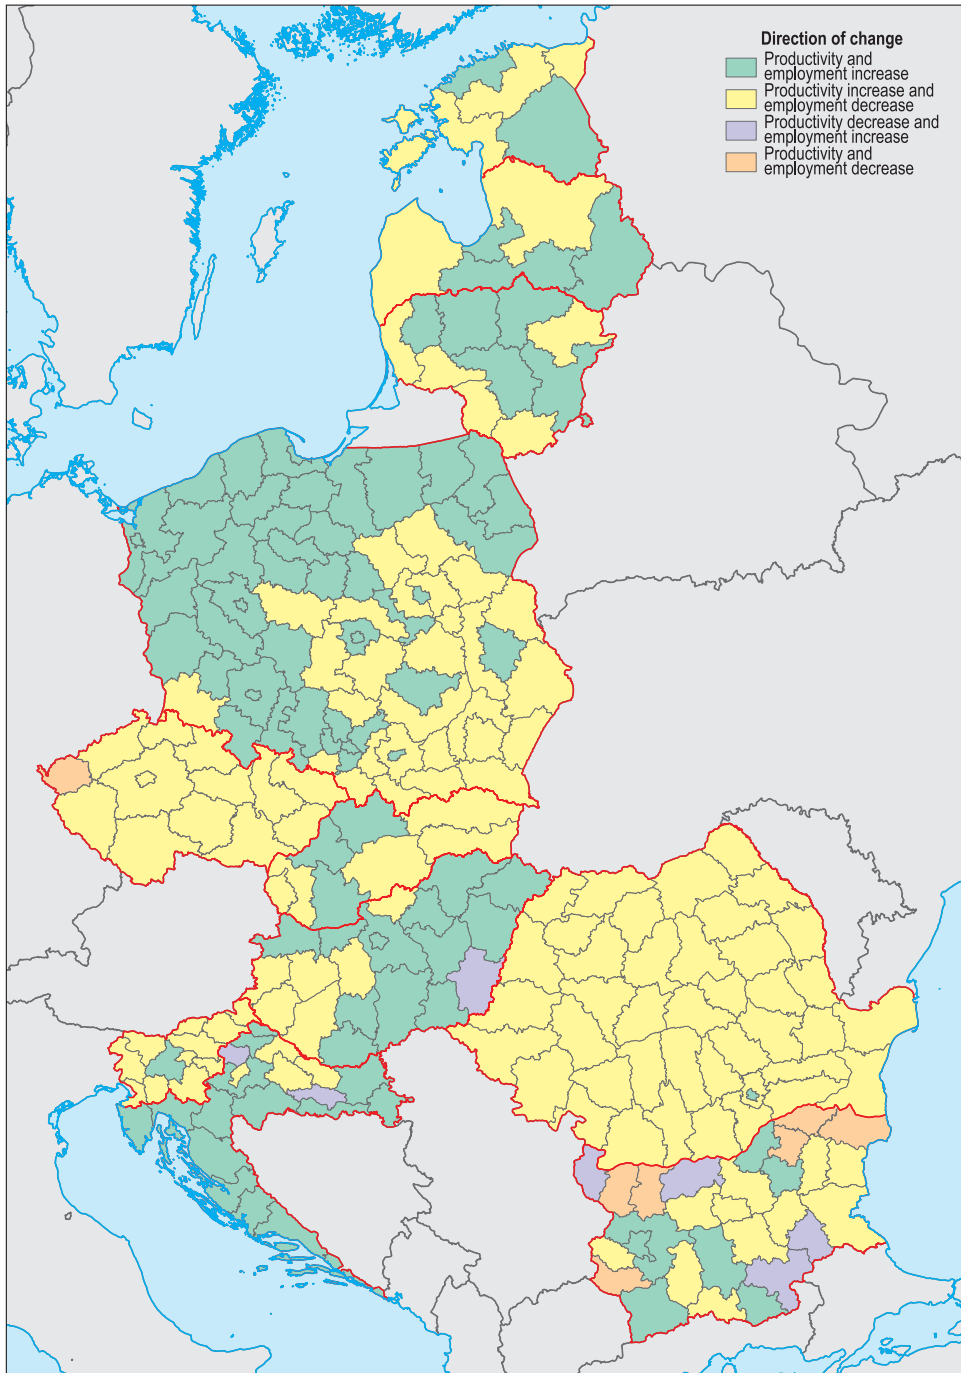 Direction of change
Productivity and
employment increase
Productivity increase and
employment decrease
Productivity decrease and
employment increase
Productivity and
employment decrease